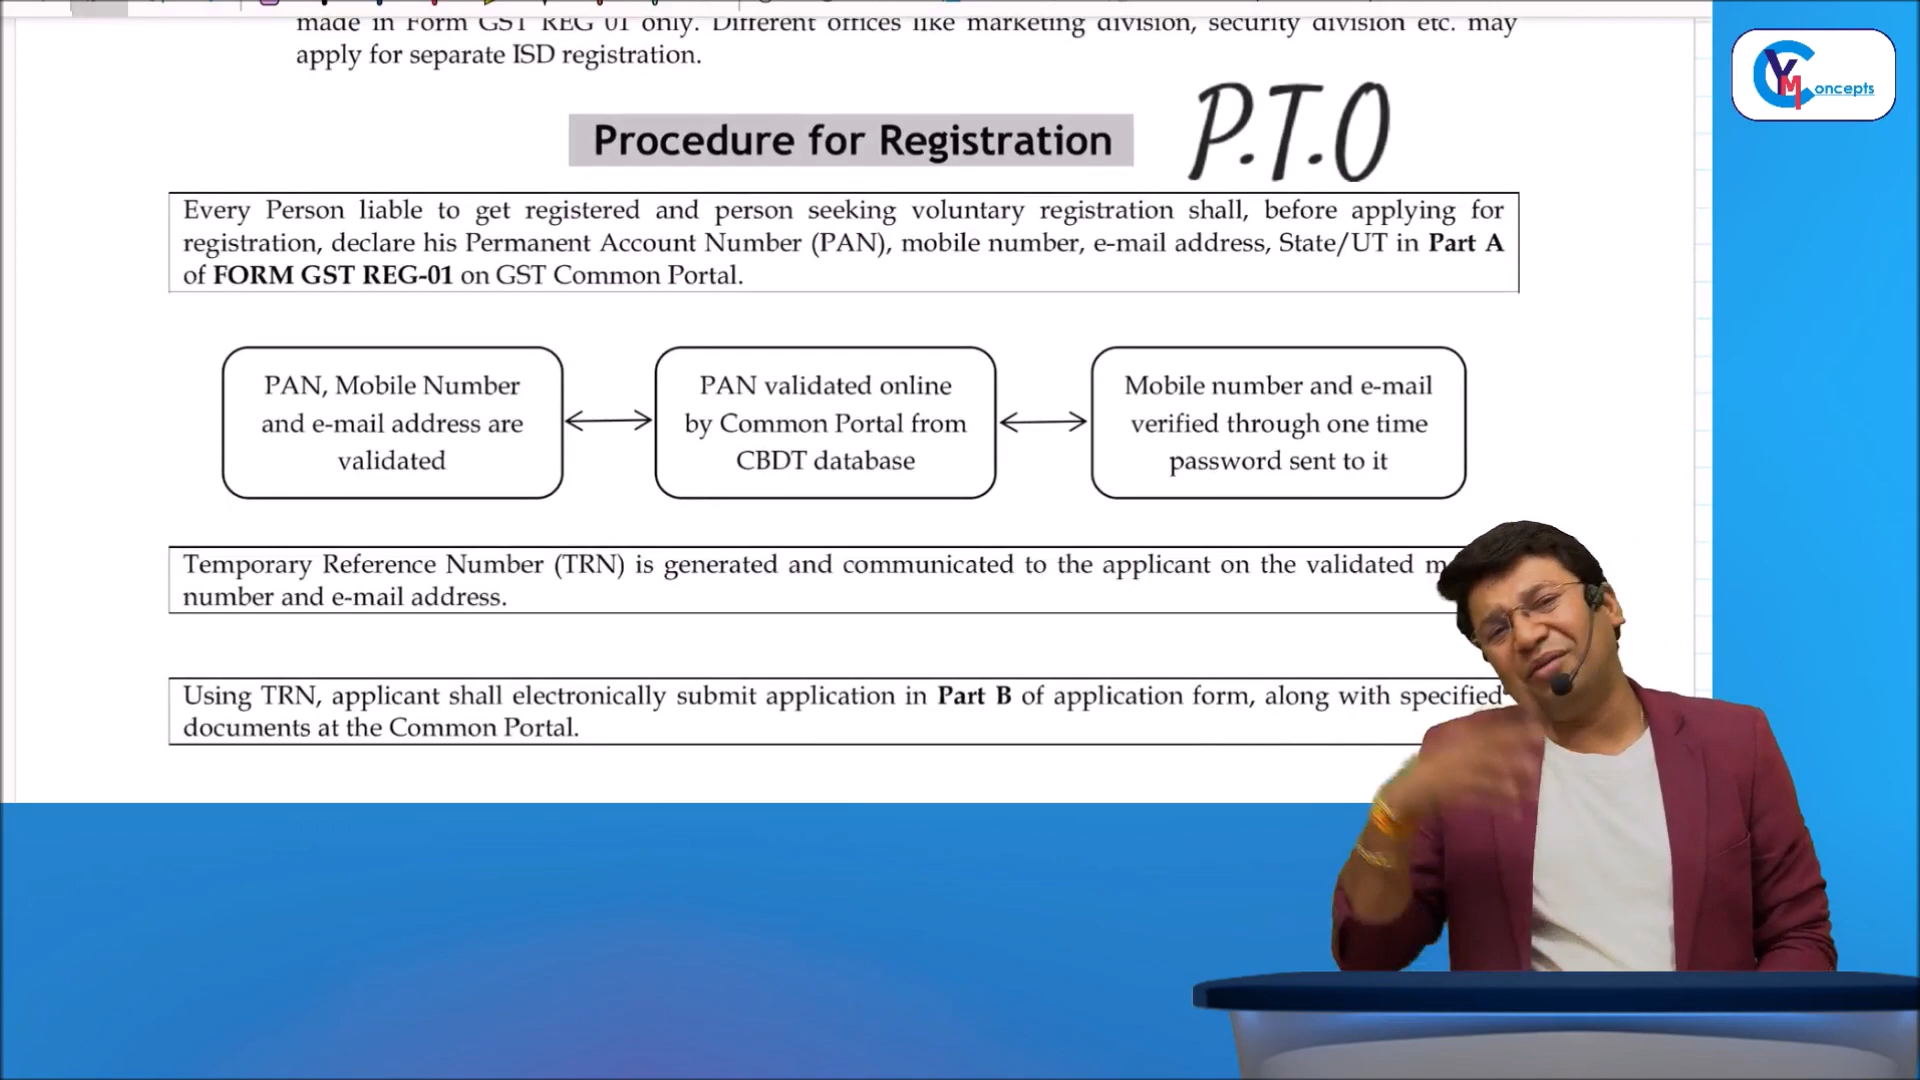 made in Form GST REG 01 only. Different offices like marketing division, security division etc. may
apply for separate ISD registration.
Procedure for Registration
P.T.O
Every Person liable to get registered and person seeking voluntary registration shall, before applying for
registration, declare his Permanent Account Number (PAN), mobile number, e-mail address, State/UT in Part A
of FORM GST REG-01 on GST Common Portal.
PAN, Mobile Number
and e-mail address are
validated
PAN validated online
by Common Portal from
CBDT database
Mobile number and e-mail
verified through one time
password sent to it
Temporary Reference Number (TRN) is generated and communicated to the applicant on the validated
number and e-mail address.
Using TRN, applicant shall electronically submit application in Part B of application form, along with specified
documents at the Common Portal.
CYM
oncepts